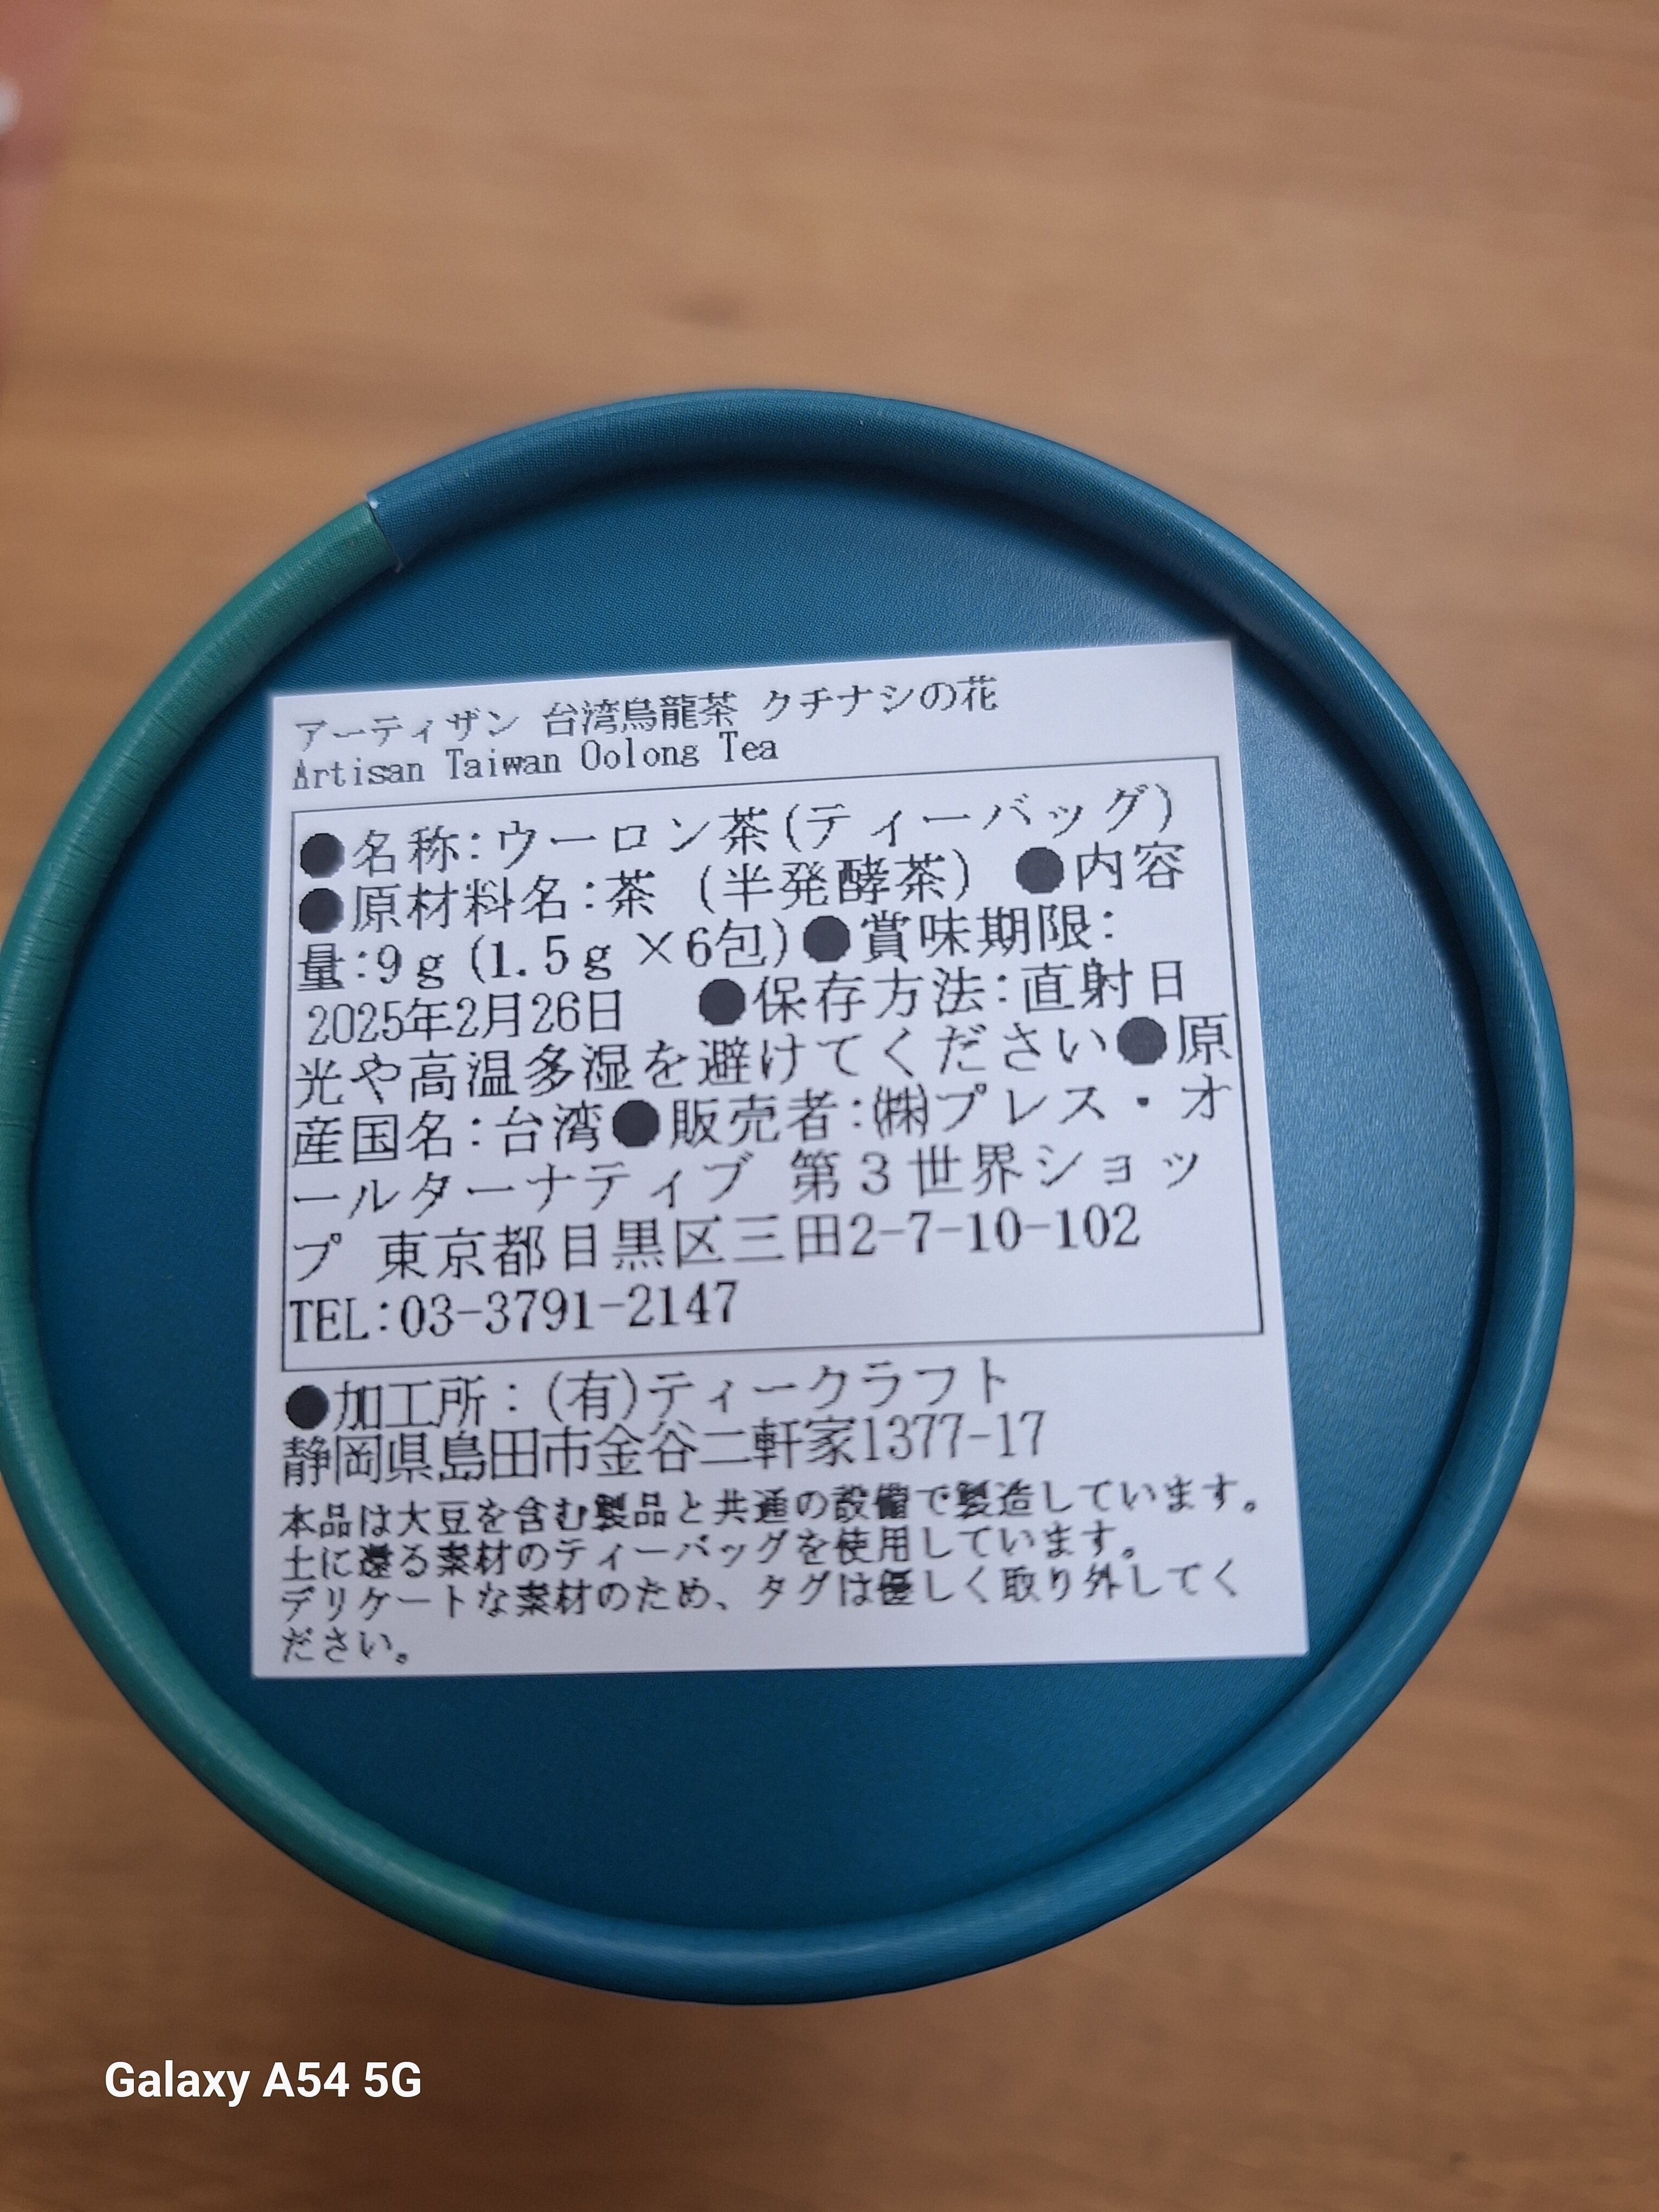 アーティザン 台湾烏龍茶 クチナシの花
Artisan Taiwan Oolong Tea
●名称:ウーロン茶(ティーバッグ)
●原材料名:茶 (半発酵茶) ●内容
量:9g(1.5g×6包)●賞味期限:
2025年2月26日 ●保存方法:直射日
光や高温多湿を避けてください●原
産国名:台湾●販売者:㈱プレス・オ
ールターナティブ 第3世界ショッ
プ 東京都目黒区三田2-7-10-102
TEL:03-3791-2147
●加工所:(有)ティークラフト
静岡県島田市金谷二軒家1377-17
本品は大豆を含む製品と共通の設備で製造しています。
土に還る素材のティーバッグを使用しています。
デリケートな素材のため、タグは優しく取り外してく
ださい。
Galaxy A54 5G